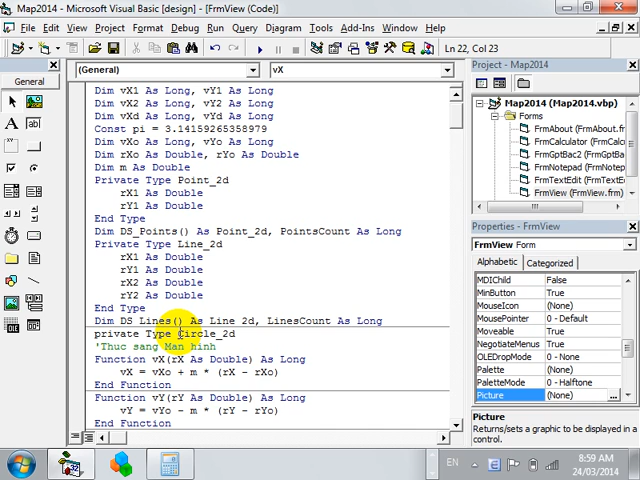 Map2014 - Microsoft Visual Basic [design] - [FrmView (Code)]
File Edit View Project Format Debug Run Query Diagram Tools Add-Ins Window Help
Ln 22, Col 23
General
A
ab|
(General)
vX
Dim vX1 As Long, vY1 As Long
Dim vX2 As Long, vY2 As Long
Dim vXd As Long, vYd As Long
Const pi = 3.14159265358979
Dim vXo As Long, vYo As Long
Dim rXo As Double, rYo As Double
Dim m As Double
Private Type Point_2d
rX1 As Double
rY1 As Double
End Type
Dim DS_Points() As Point_2d, PointsCount As Long
Private Type Line_2d
rX1 As Double
rY1 As Double
rX2 As Double
rY2 As Double
End Type
Dim DS_Lines() As Line_2d, LinesCount As Long
private Type Circle_2d
'Thuc sang Man hinh
Function vX(rX As Double) As Long
vX = vXo + m * (rX - rXo)
End Function
Function vY(rY As Double) As Long
vY = vYo - m * (rY - rYo)
End Function
Project - Map2014
Map2014 (Map2014.vbp)
Forms
FrmAbout (FrmAbout.f
FrmCalculator (FrmCalc
FrmGptBac2 (FrmGptB
FrmNotepad (FrmNotep
FrmTextEdit (FrmTextEd
FrmView (FrmView.frm)
Properties - FrmView
FrmView Form
Alphabetic Categorized
MDIChild False
MinButton True
MouseIcon (None)
MousePointer 0 - Default
Moveable True
NegotiateMenus True
OLEDropMode 0 - None
Palette (None)
PaletteMode 0 - Halftone
Picture (None) ...
Picture
Returns/sets a graphic to be displayed in a control.
EN
8:59 AM
24/03/2014